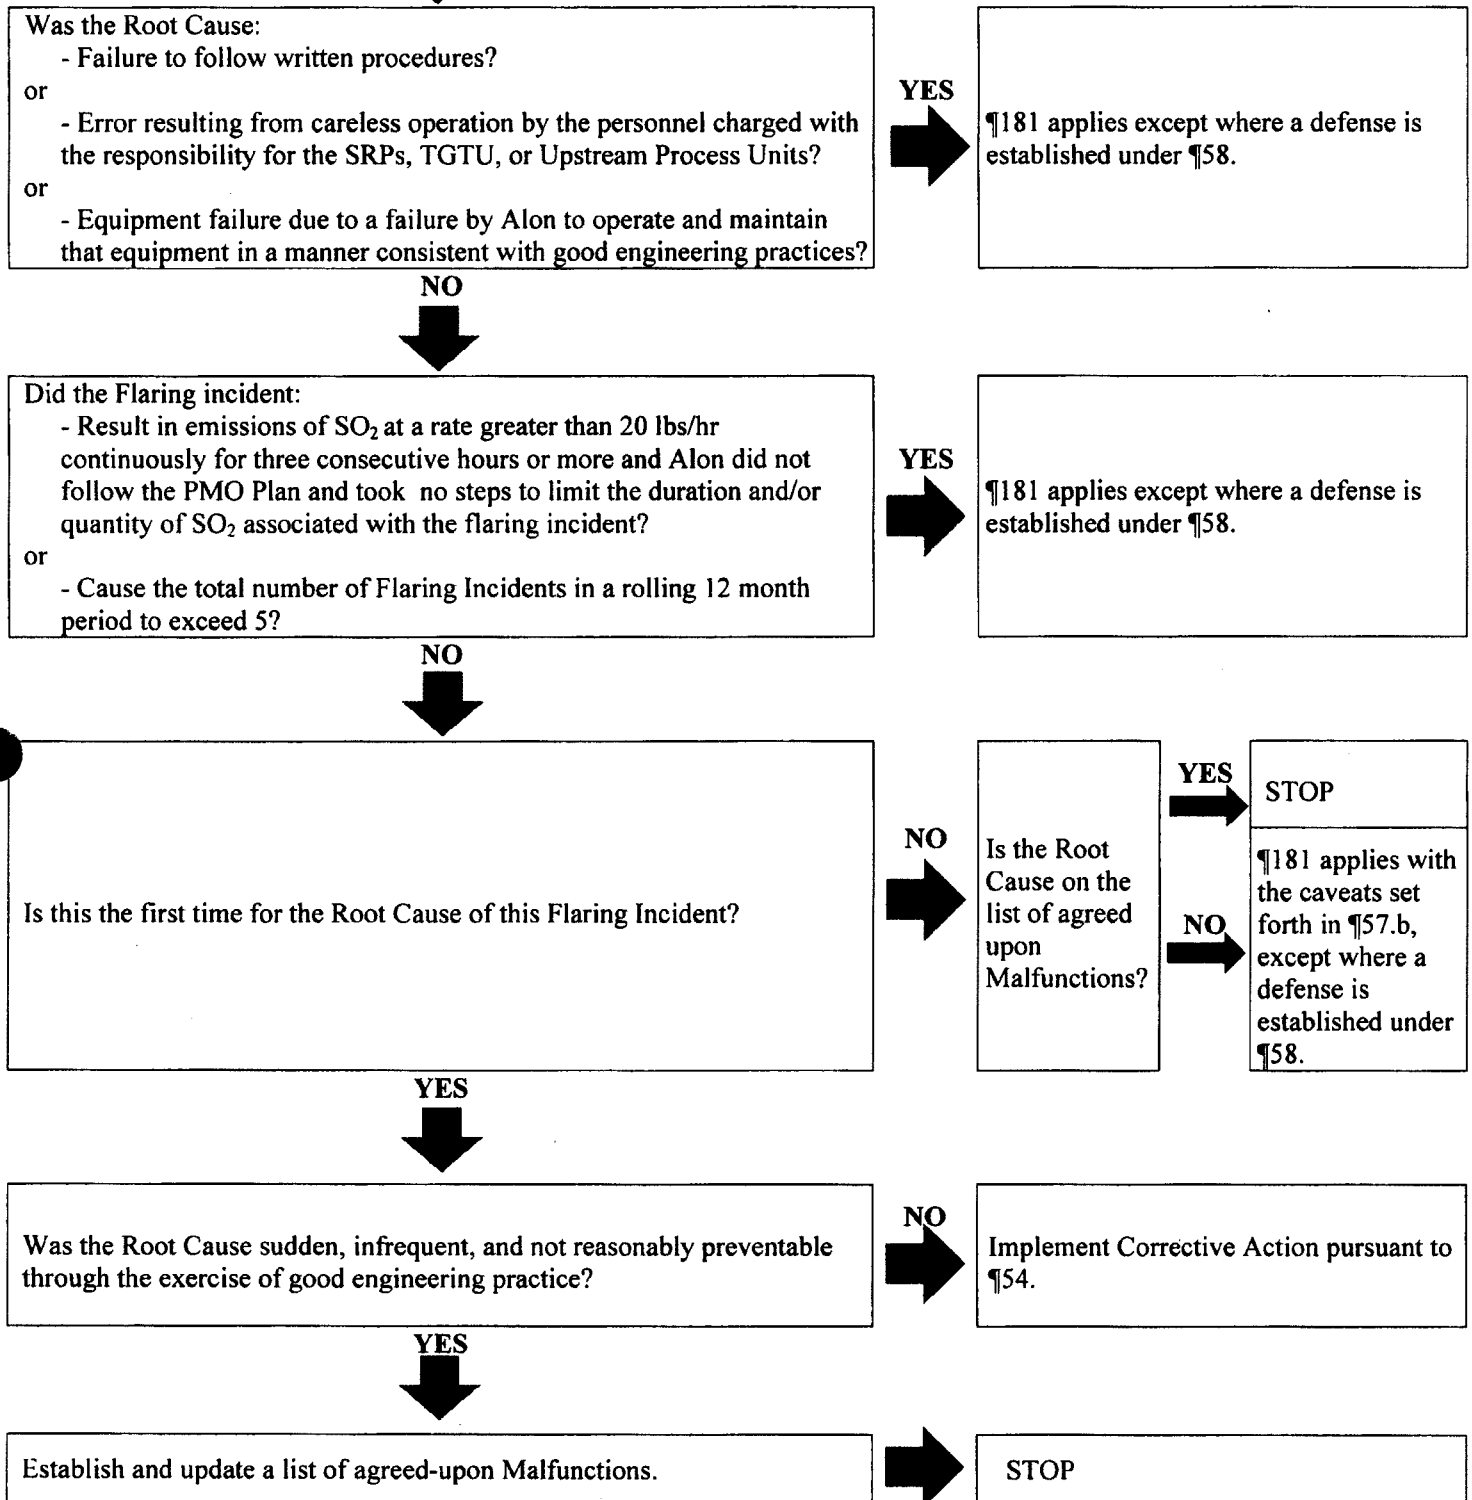 Was the Root Cause:
- Failure to follow written procedures?
or
- Error resulting from careless operation by the personnel charged with
the responsibility for the SRPs, TGTU, or Upstream Process Units?
or
- Equipment failure due to a failure by Alon to operate and maintain
that equipment in a manner consistent with good engineering practices?
YES
¶181 applies except where a defense is
established under ¶58.
NO
Did the Flaring incident:
- Result in emissions of SO₂ at a rate greater than 20 lbs/hr
continuously for three consecutive hours or more and Alon did not
follow the PMO Plan and took no steps to limit the duration and/or
quantity of SO₂ associated with the flaring incident?
or
- Cause the total number of Flaring Incidents in a rolling 12 month
period to exceed 5?
YES
¶181 applies except where a defense is
established under ¶58.
NO
Is this the first time for the Root Cause of this Flaring Incident?
NO
Is the Root
Cause on the
list of agreed
upon
Malfunctions?
YES
STOP
NO
¶181 applies with
the caveats set
forth in ¶57.b,
except where a
defense is
established under
¶58.
YES
Was the Root Cause sudden, infrequent, and not reasonably preventable
through the exercise of good engineering practice?
NO
Implement Corrective Action pursuant to
¶54.
YES
Establish and update a list of agreed-upon Malfunctions.
STOP